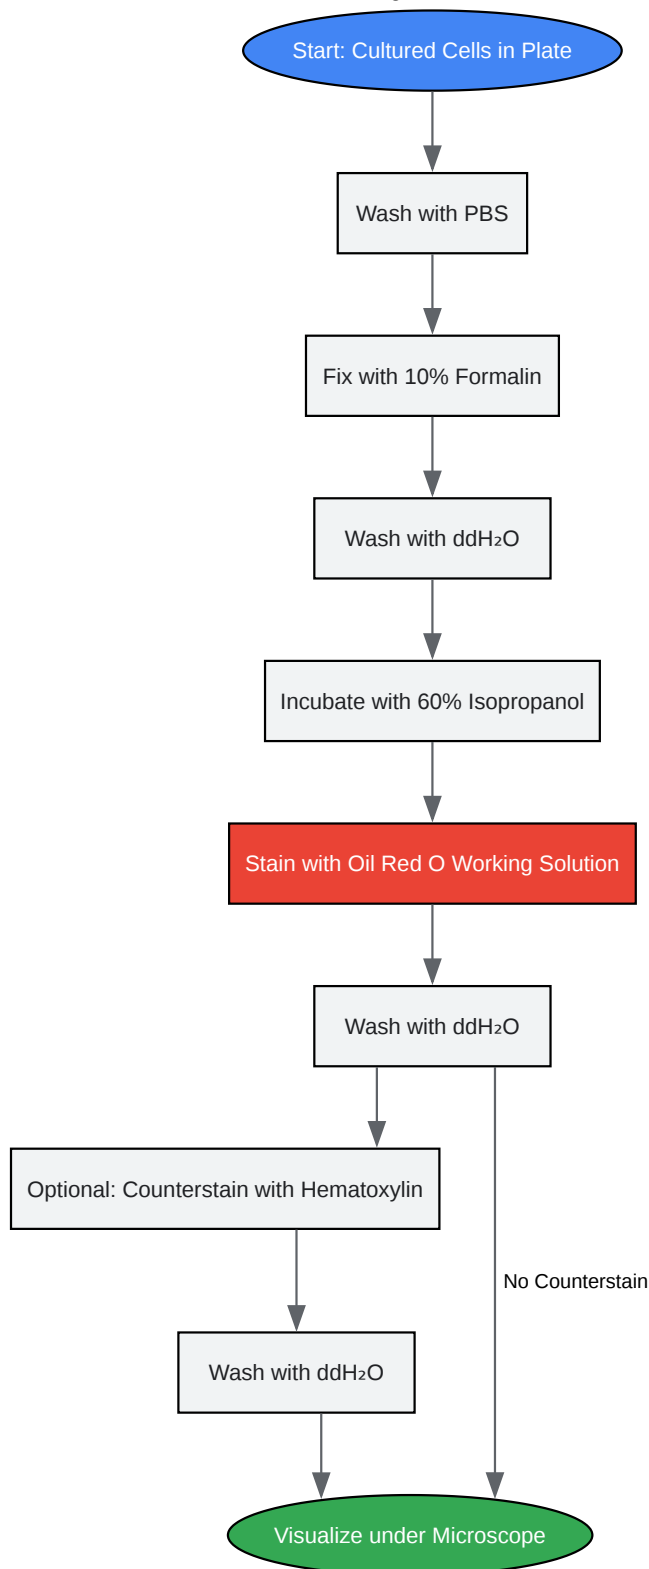 Start: Cultured Cells in Plate
Wash with PBS
Fix with 10% Formalin
Wash with ddH₂O
Incubate with 60% Isopropanol
Stain with Oil Red O Working Solution
Wash with ddH₂O
Optional: Counterstain with Hematoxylin
No Counterstain
Wash with ddH₂O
Visualize under Microscope